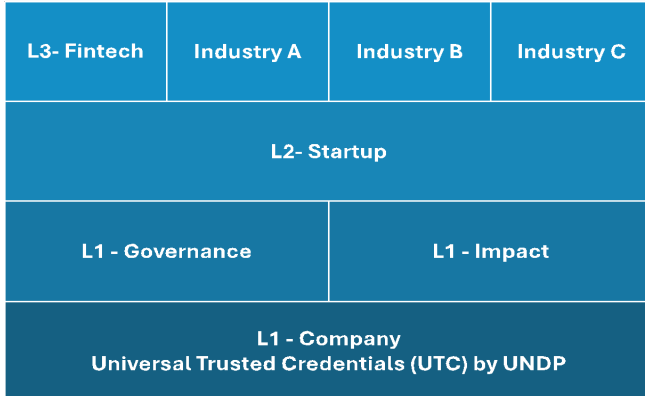 L3- Fintech
Industry A
Industry B
Industry C
L2- Startup
L1 - Governance
L1 - Impact
L1 - Company
Universal Trusted Credentials (UTC) by UNDP